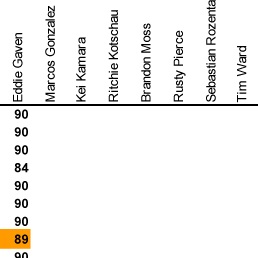 Eddie Gaven
Marcos Gonzalez
Kei Kamara
Ritchie Kotschau
Brandon Moss
Rusty Pierce
Sebastian Rozenta
Tim Ward
90
90
90
84
90
90
90
89
90